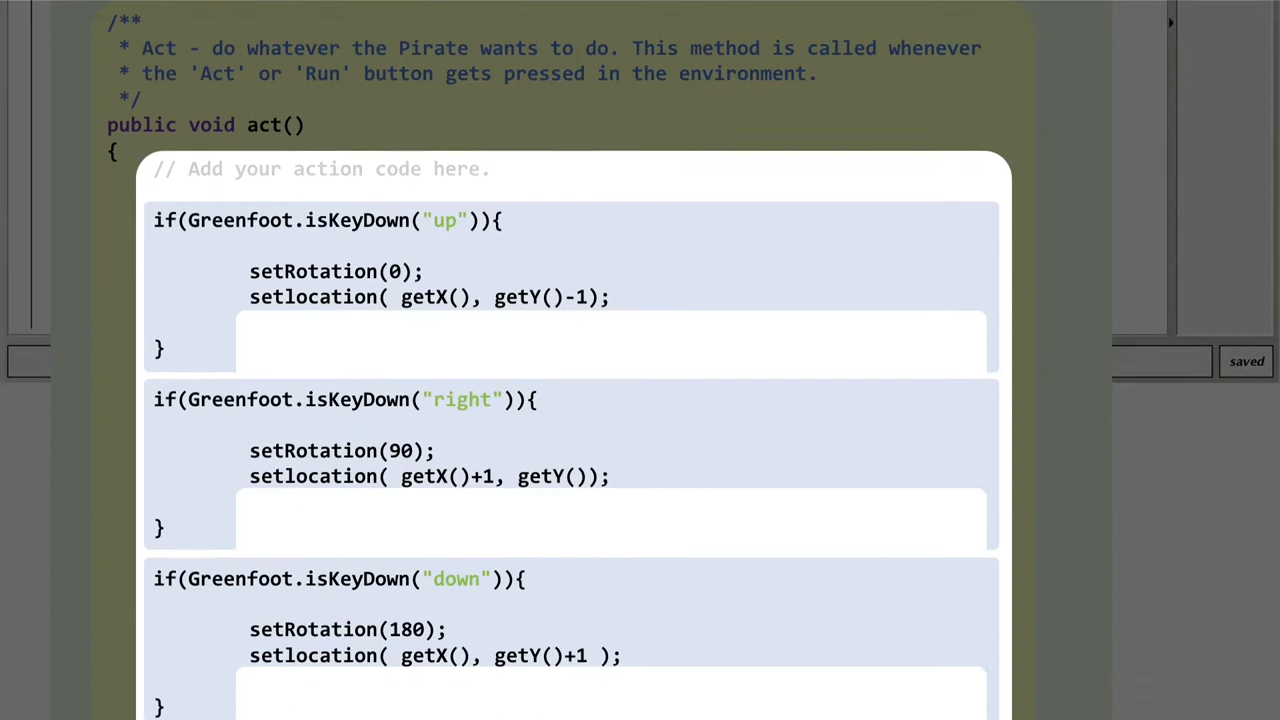 /**
* Act - do whatever the Pirate wants to do. This method is called whenever
* the 'Act' or 'Run' button gets pressed in the environment.
*/
public void act()
{
// Add your action code here.
if(Greenfoot.isKeyDown("up")){
setRotation(0);
setlocation( getX(), getY()-1);
}
if(Greenfoot.isKeyDown("right")){
setRotation(90);
setlocation( getX()+1, getY());
}
if(Greenfoot.isKeyDown("down")){
setRotation(180);
setlocation( getX(), getY()+1 );
}
saved